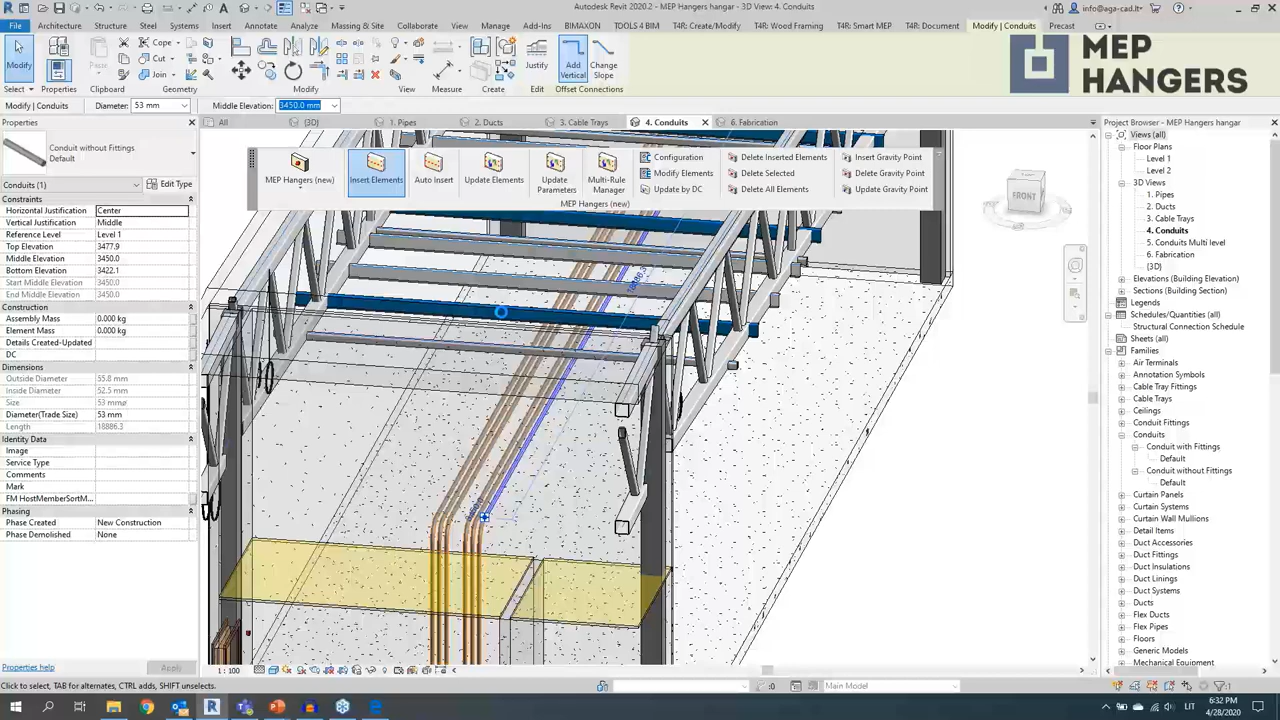 Autodesk Revit 2020.2 - MEP Hangers hangar - 3D View: 4. Conduits
info@aga-cad.lt
File Architecture Structure Steel Systems Insert Annotate Analyze Massing & Site Collaborate View Manage Add-Ins BIMAXON TOOLS 4 BIM T4R: Create/Modify T4R: Wood Framing T4R: Smart MEP T4R: Document Modify | Conduits Precast
Modify
Paste
Cope
Cut
Join
Justify
Add Vertical
Change Slope
Select Properties Clipboard Geometry Modify View Measure Create Edit Offset Connections
MEP HANGERS
Modify | Conduits Diameter: 53 mm Middle Elevation: 3450.0 mm
Properties
Conduit without Fittings
Default
Conduits (1) Edit Type
Constraints
Horizontal Justification Center
Vertical Justification Middle
Reference Level Level 1
Top Elevation 3477.9
Middle Elevation 3450.0
Bottom Elevation 3422.1
Start Middle Elevation 3450.0
End Middle Elevation 3450.0
Construction
Assembly Mass 0.000 kg
Element Mass 0.000 kg
Details Created-Updated
DC
Dimensions
Outside Diameter 55.8 mm
Inside Diameter 52.5 mm
Size 53 mmø
Diameter(Trade Size) 53 mm
Length 18886.3
Identity Data
Image
Service Type
Comments
Mark
FM HostMemberSortM...
Phasing
Phase Created New Construction
Phase Demolished None
Properties help Apply
All {3D} 1. Pipes 2. Ducts 3. Cable Trays 4. Conduits 6. Fabrication
MEP Hangers (new)
Insert Elements
Auto Insert
Update Elements
Update Parameters
Multi-Rule Manager
Configuration
Modify Elements
Update by DC
Delete Inserted Elements
Delete Selected
Delete All Elements
Insert Gravity Point
Delete Gravity Point
Update Gravity Point
MEP Hangers (new)
FRONT
1 : 100
Project Browser - MEP Hangers hangar
Views (all)
Floor Plans
Level 1
Level 2
3D Views
1. Pipes
2. Ducts
3. Cable Trays
4. Conduits
5. Conduits Multi level
6. Fabrication
{3D}
Elevations (Building Elevation)
Sections (Building Section)
Legends
Schedules/Quantities (all)
Structural Connection Schedule
Sheets (all)
Families
Air Terminals
Annotation Symbols
Cable Tray Fittings
Cable Trays
Ceilings
Conduit Fittings
Conduits
Conduit with Fittings
Default
Conduit without Fittings
Default
Curtain Panels
Curtain Systems
Curtain Wall Mullions
Detail Items
Duct Accessories
Duct Fittings
Duct Insulations
Duct Linings
Duct Systems
Ducts
Flex Ducts
Flex Pipes
Floors
Generic Models
Mechanical Equipment
Click to select, TAB for alternates, CTRL adds, SHIFT unselects.
:0 Main Model :1
LIT 6:32 PM
4/28/2020